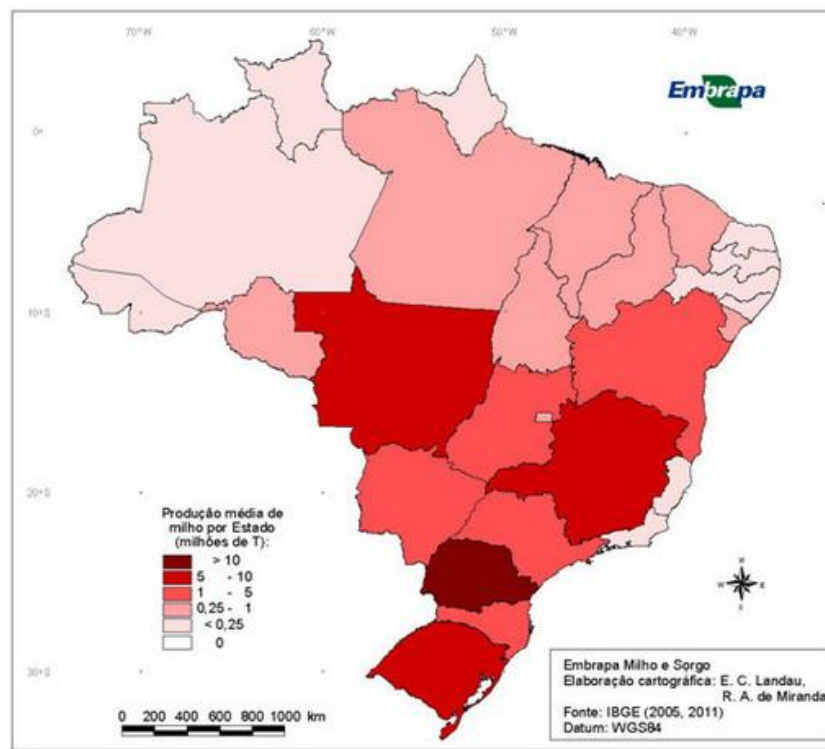 70°W 60°W 50°W 40°W
Embrapa
0°
10°S
20°S
30°S
Produção média de
milho por Estado
(milhões de T):
> 10
5 - 10
1 - 5
0,25 - 1
< 0,25
0
0 200 400 600 800 1000 km
N
W E
S
Embrapa Milho e Sorgo
Elaboração cartográfica: E. C. Landau,
R. A. de Miranda
Fonte: IBGE (2005, 2011)
Datum: WGS84